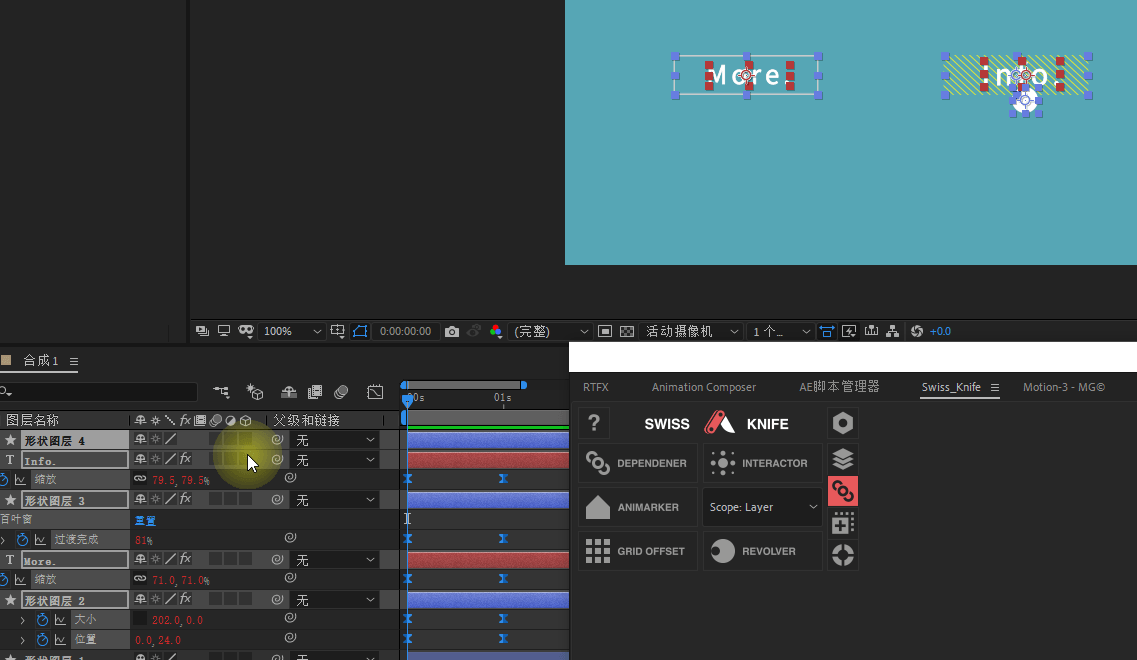 More.
Info.
100%
0:00:00:00
(完整)
活动摄像机
1 个...
+0.0
合成 1
RTFX
Animation Composer
AE脚本管理器
Swiss_Knife
Motion-3 - MG©
00s
01s
图层名称
fx
父级和链接
?
SWISS
KNIFE
形状图层 4
无
T
Info.
fx
无
DEPENDENER
INTERACTOR
缩放
79.5, 79.5%
形状图层 3
fx
无
ANIMARKER
Scope: Layer
百叶窗
重置
过渡完成
81%
GRID OFFSET
REVOLVER
T
More.
fx
无
缩放
71.0, 71.0%
形状图层 2
fx
无
大小
202.0, 0.0
位置
0.0, 24.0
形状图层 1
无